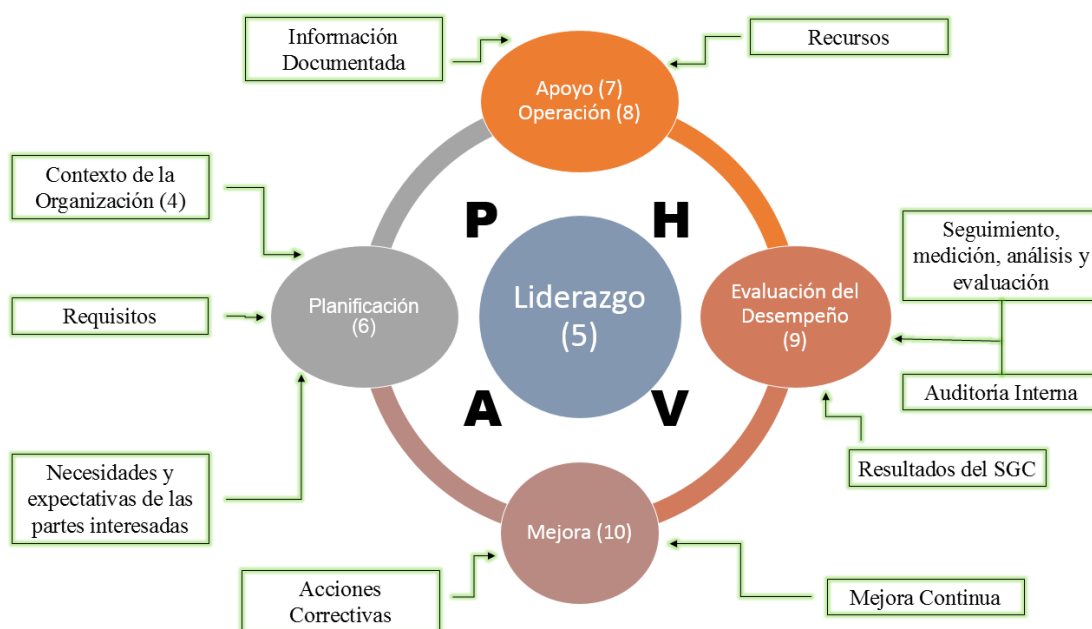 Información
Documentada
Recursos
Apoyo (7)
Operación (8)
Contexto de la
Organización (4)
P
H
Seguimiento,
medición, análisis y
evaluación
Requisitos
Planificación
(6)
Liderazgo
(5)
Evaluación del
Desempeño
(9)
A
V
Auditoría Interna
Necesidades y
expectativas de las
partes interesadas
Resultados del SGC
Mejora (10)
Acciones
Correctivas
Mejora Continua